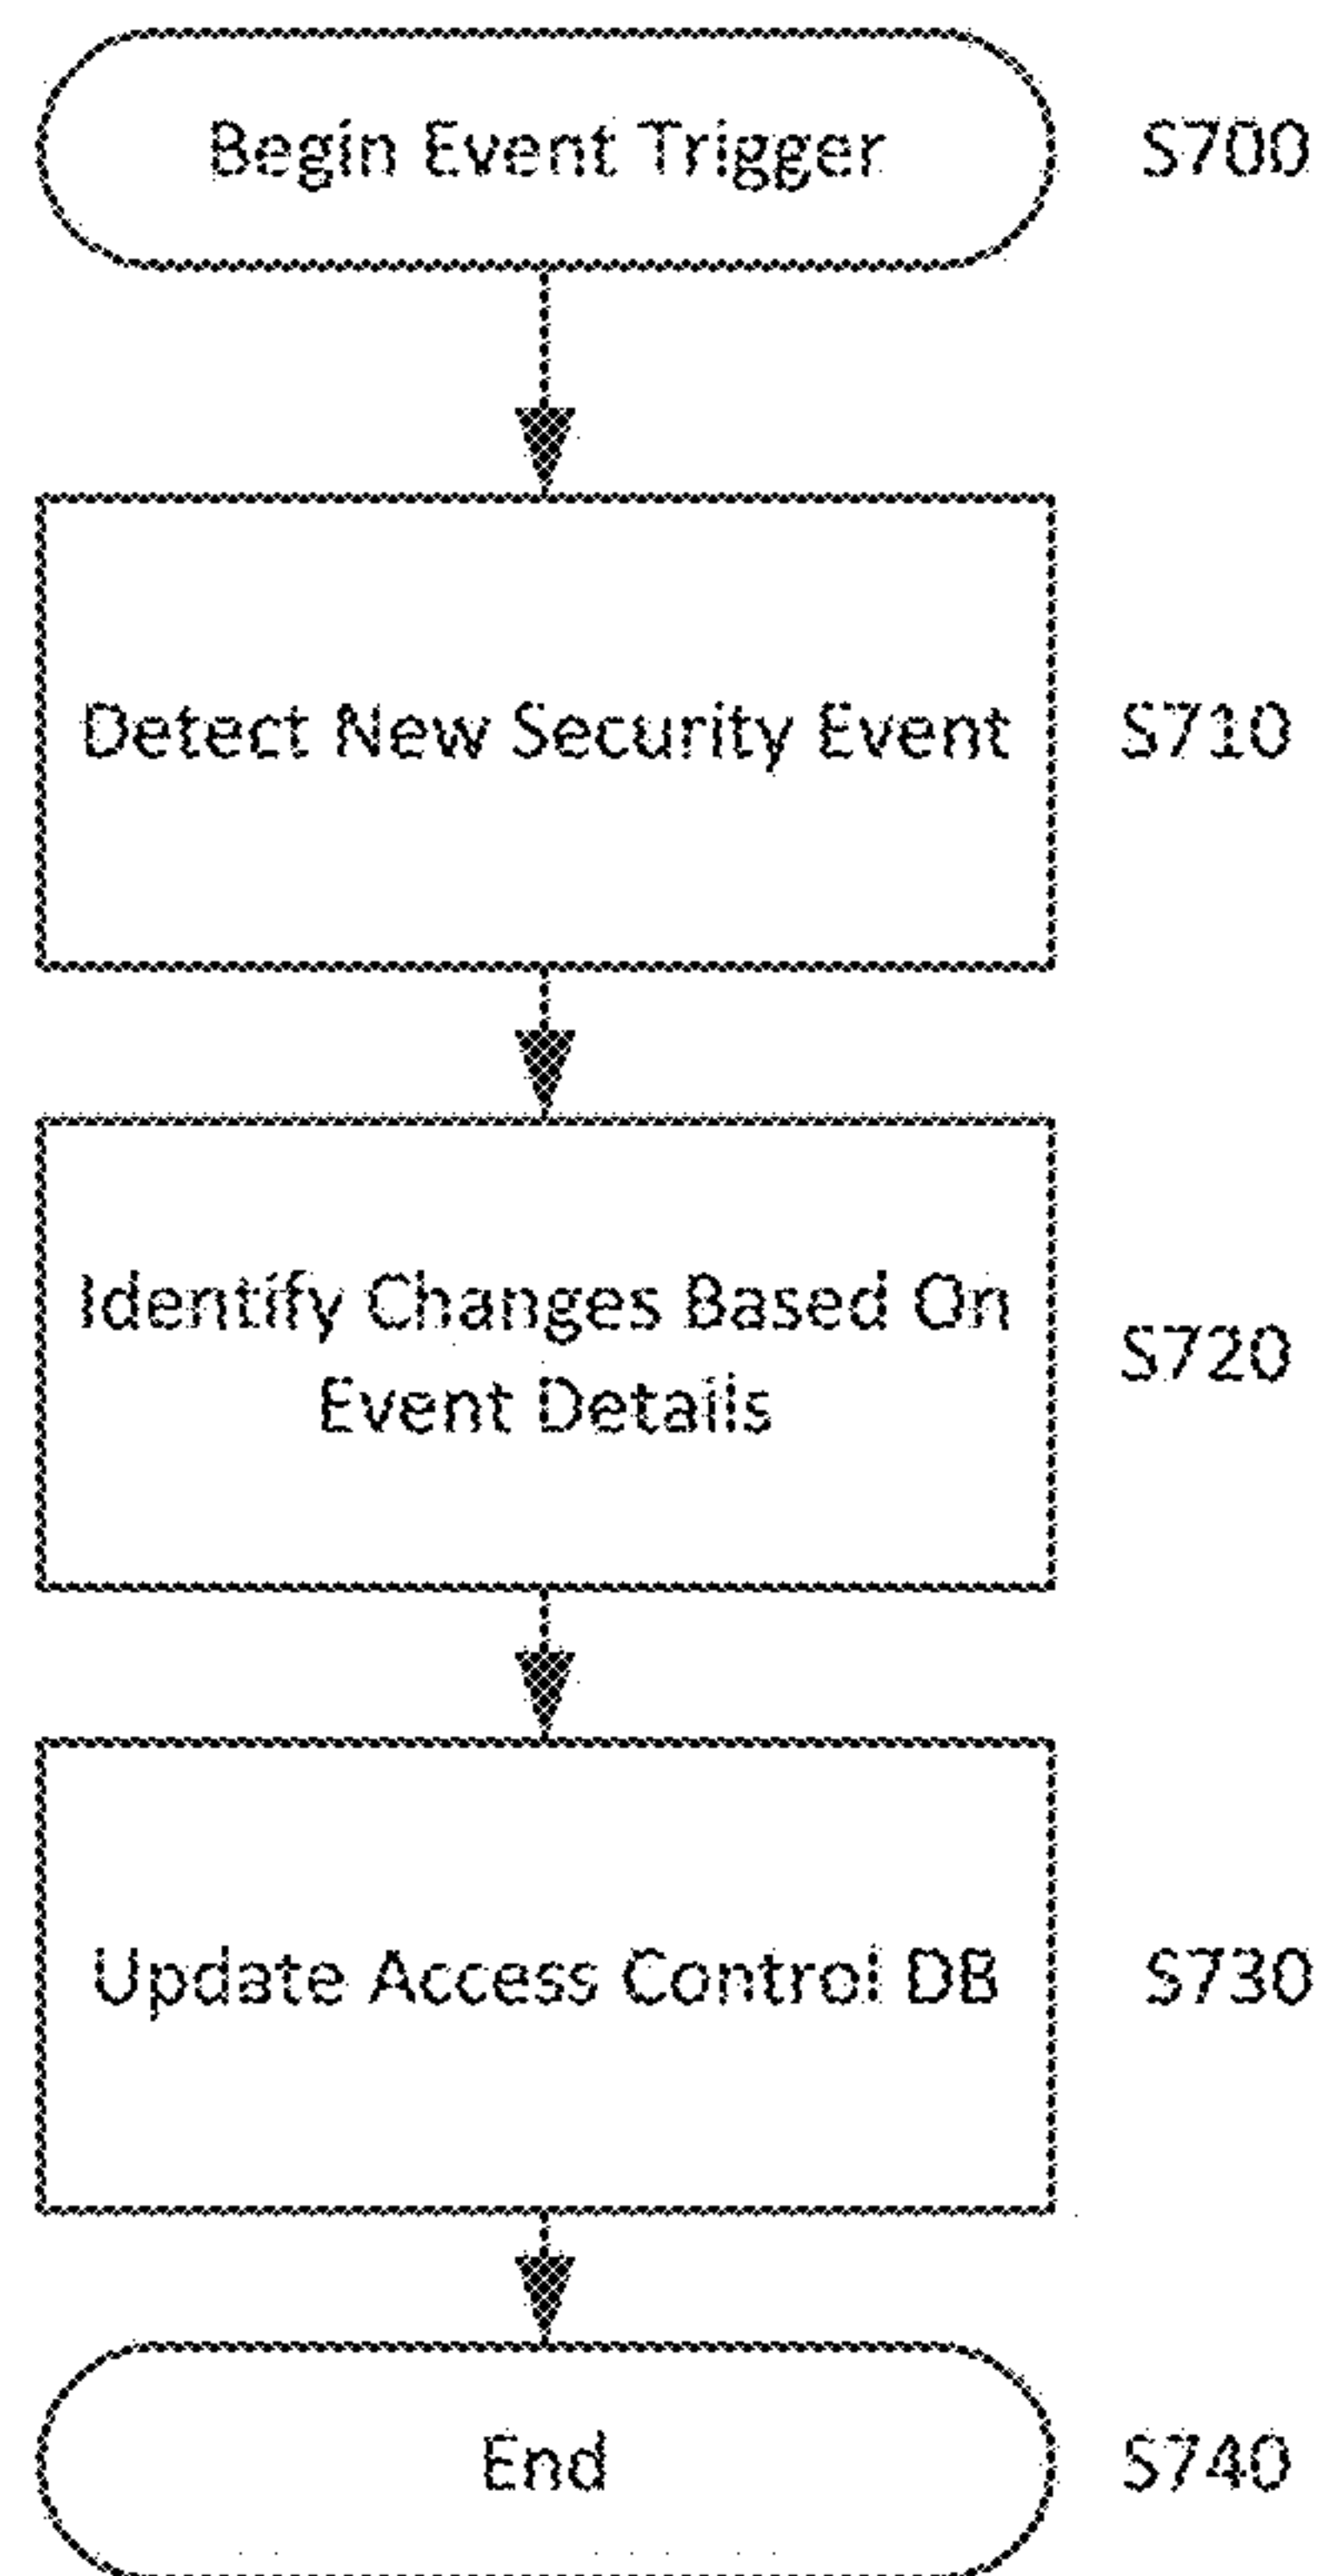 Begin Event Trigger
S700
Detect New Security Event
S710
Identify Changes Based On
Event Details
S720
Update Access Control DB
S730
End
S740